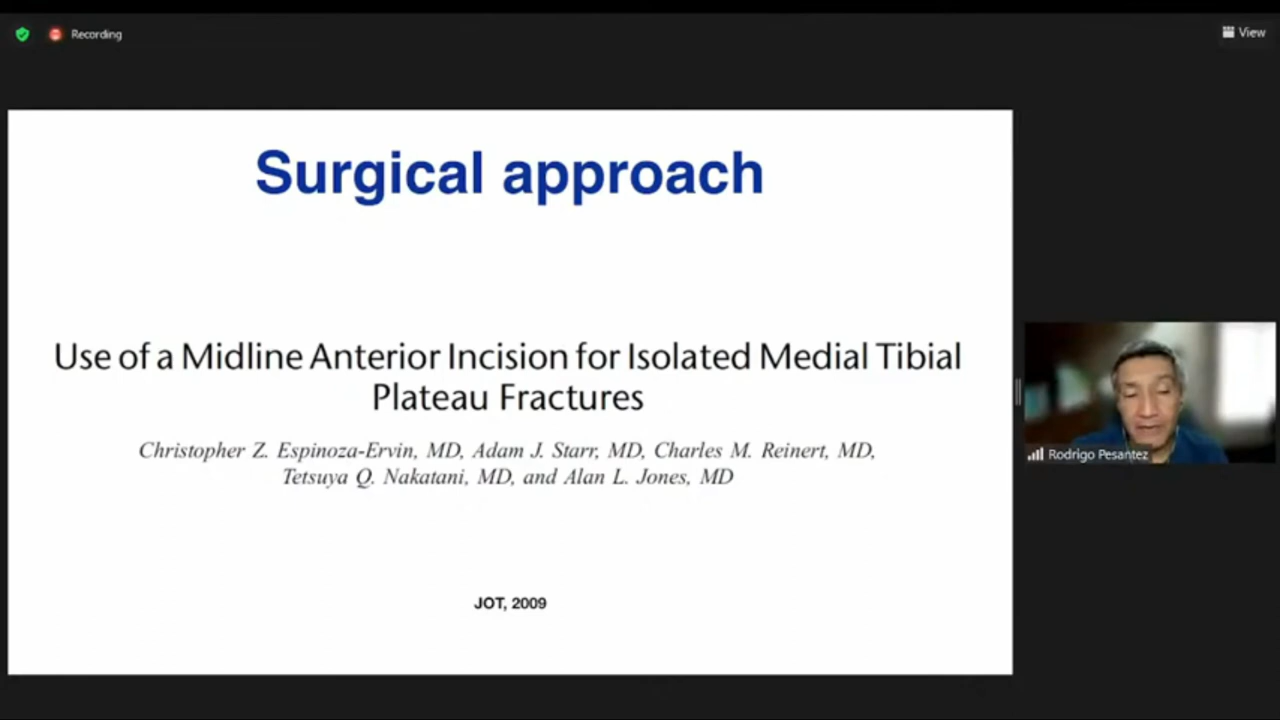 Recording
View
Surgical approach
Use of a Midline Anterior Incision for Isolated Medial Tibial
Plateau Fractures
Christopher Z. Espinoza-Ervin, MD, Adam J. Starr, MD, Charles M. Reinert, MD,
Tetsuya Q. Nakatani, MD, and Alan L. Jones, MD
JOT, 2009
Rodrigo Pesantez